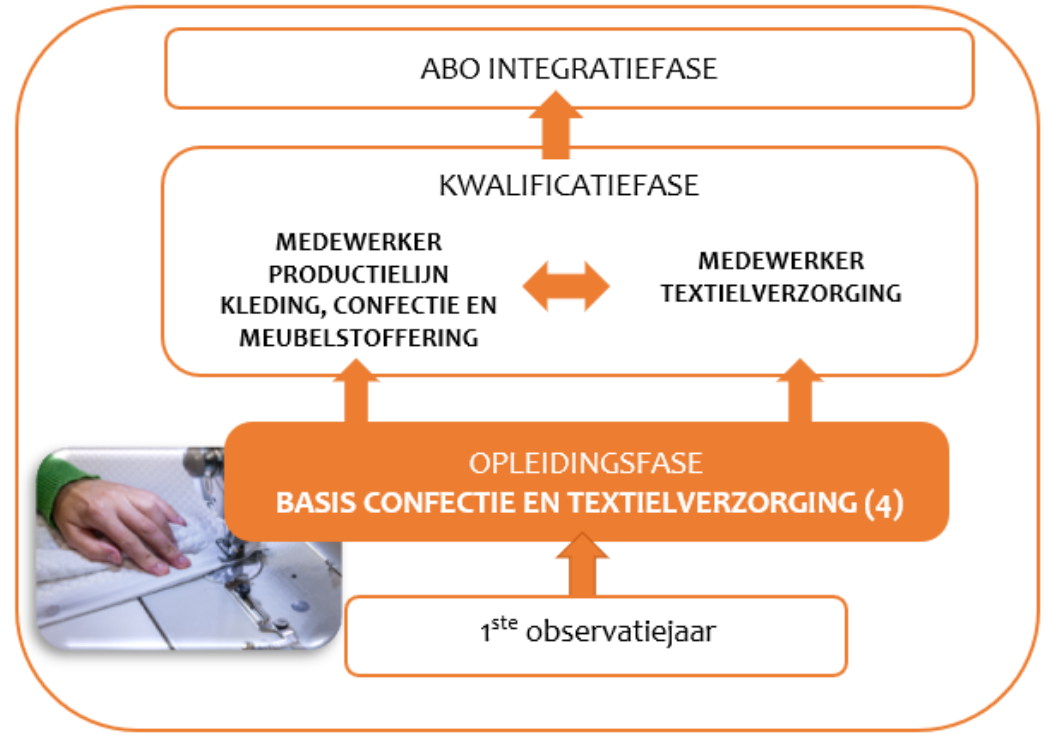 ABO INTEGRATIEFASE
KWALIFICATIEFASE
MEDEWERKER
PRODUCTIELIJN
KLEDING, CONFECTIE EN
MEUBELSTOFFERING
MEDEWERKER
TEXTIELVERZORGING
OPLEIDINGSFASE
BASIS CONFECTIE EN TEXTIELVERZORGING (4)
1ste observatiejaar